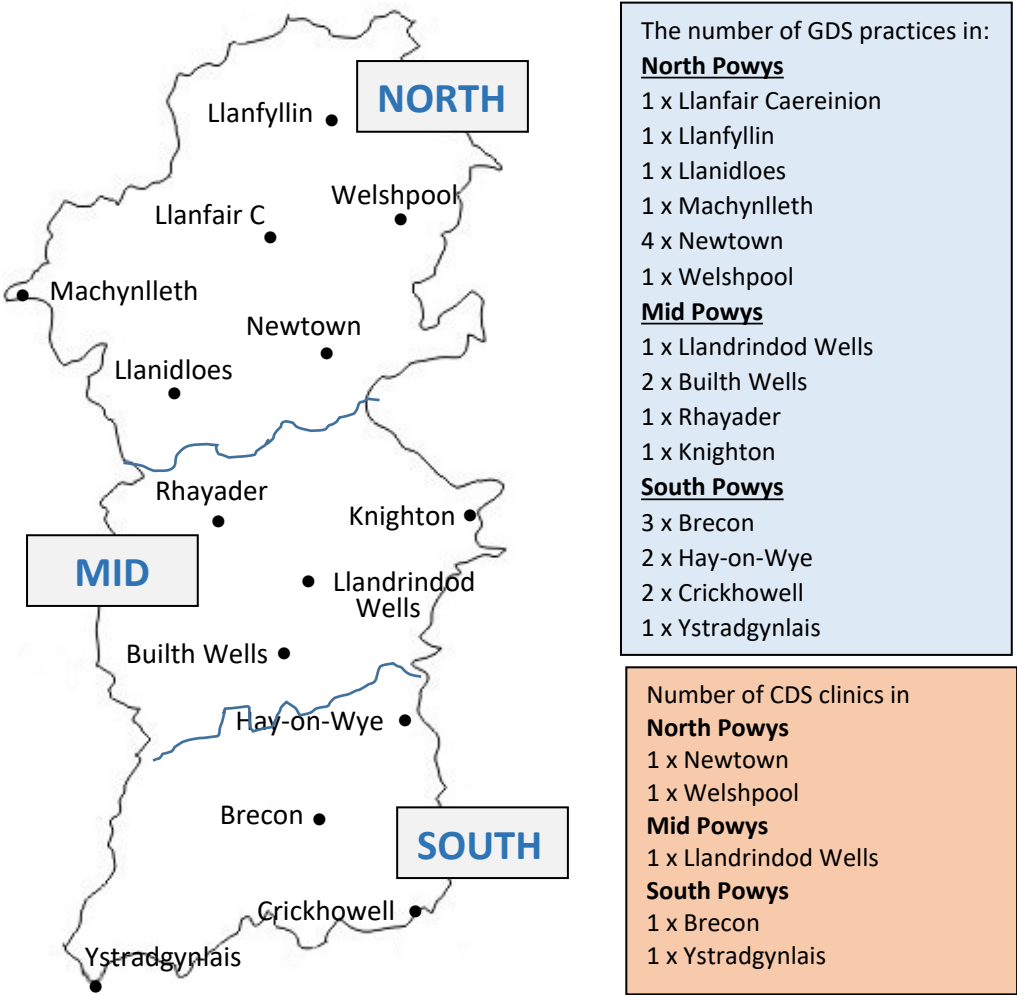 NORTH
Llanfyllin
Welshpool
Llanfair C
Machynlleth
Newtown
Llanidloes
Rhayader
Knighton
MID
Llandrindod
Wells
Builth Wells
Hay-on-Wye
Brecon
SOUTH
Crickhowell
Ystradgynlais
The number of GDS practices in:
North Powys
1 x Llanfair Caereinion
1 x Llanfyllin
1 x Llanidloes
1 x Machynlleth
4 x Newtown
1 x Welshpool
Mid Powys
1 x Llandrindod Wells
2 x Builth Wells
1 x Rhayader
1 x Knighton
South Powys
3 x Brecon
2 x Hay-on-Wye
2 x Crickhowell
1 x Ystradgynlais
Number of CDS clinics in
North Powys
1 x Newtown
1 x Welshpool
Mid Powys
1 x Llandrindod Wells
South Powys
1 x Brecon
1 x Ystradgynlais